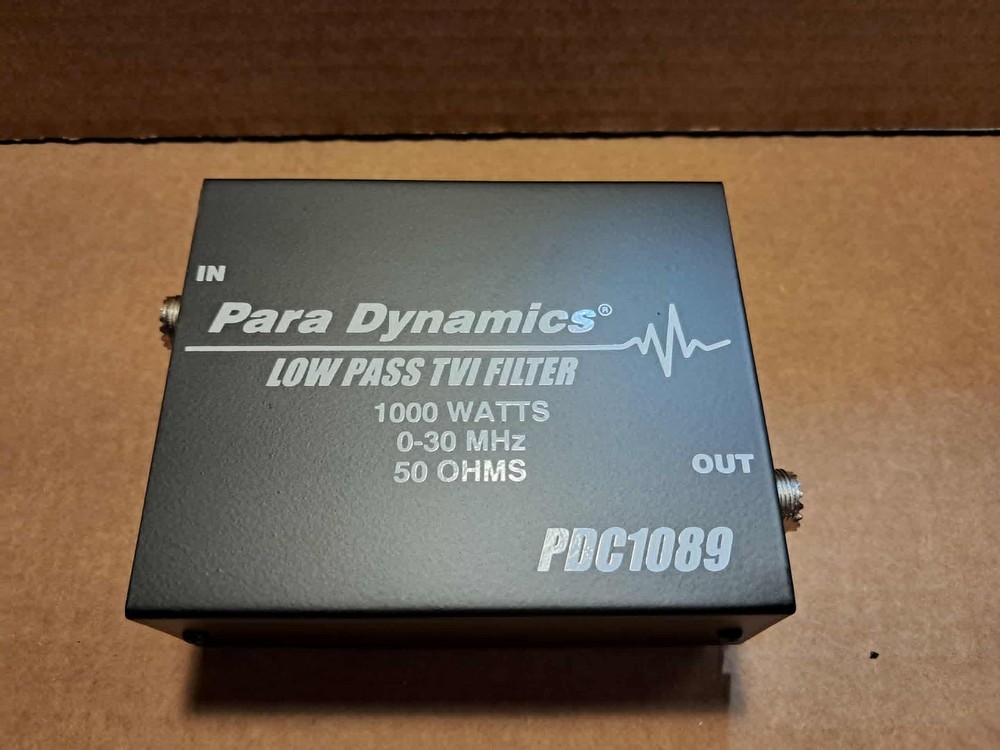 IN
Para Dynamics®
LOW PASS TVI FILTER
1000 WATTS
0-30 MHz
50 OHMS
OUT
PDC1089